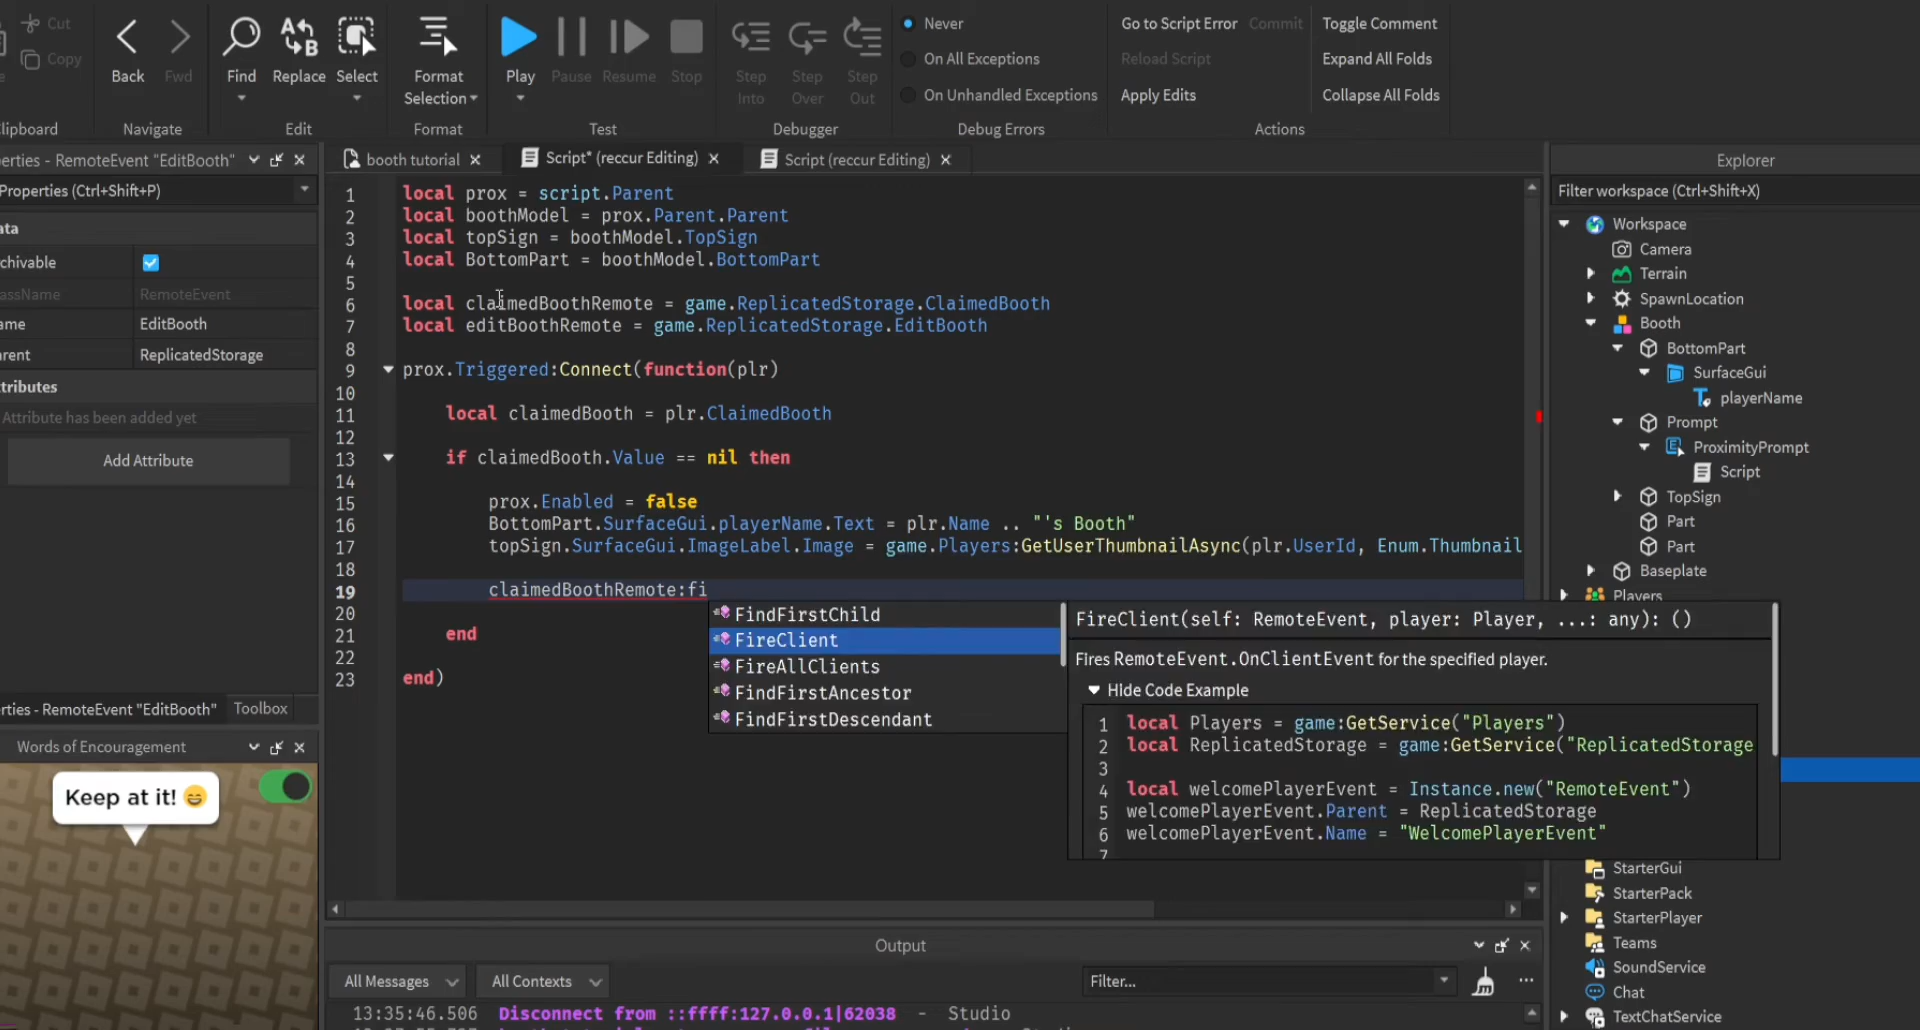 Cut
Copy
lipboard
Back
Fwd
Navigate
Find
Replace
Select
Edit
Format
Selection
Format
Play
Pause
Resume
Stop
Test
Step
Into
Step
Over
Step
Out
Debugger
Never
On All Exceptions
On Unhandled Exceptions
Debug Errors
Go to Script Error
Commit
Reload Script
Apply Edits
Toggle Comment
Expand All Folds
Collapse All Folds
Actions
erties - RemoteEvent "EditBooth"
Properties (Ctrl+Shift+P)
ata
chivable
assName RemoteEvent
ame EditBooth
arent ReplicatedStorage
tributes
Attribute has been added yet
Add Attribute
rties - RemoteEvent "EditBooth" Toolbox
Words of Encouragement
Keep at it! 😄
booth tutorial
Script* (reccur Editing)
Script (reccur Editing)
1 local prox = script.Parent
2 local boothModel = prox.Parent.Parent
3 local topSign = boothModel.TopSign
4 local BottomPart = boothModel.BottomPart
5
6 local claimedBoothRemote = game.ReplicatedStorage.ClaimedBooth
7 local editBoothRemote = game.ReplicatedStorage.EditBooth
8
9 prox.Triggered:Connect(function(plr)
10
11 local claimedBooth = plr.ClaimedBooth
12
13 if claimedBooth.Value == nil then
14
15 prox.Enabled = false
16 BottomPart.SurfaceGui.playerName.Text = plr.Name .. "'s Booth"
17 topSign.SurfaceGui.ImageLabel.Image = game.Players:GetUserThumbnailAsync(plr.UserId, Enum.Thumbnail
18
19 claimedBoothRemote:fi
20
21 end
22
23 end)
FindFirstChild
FireClient
FireAllClients
FindFirstAncestor
FindFirstDescendant
FireClient(self: RemoteEvent, player: Player, ...: any): ()
Fires RemoteEvent.OnClientEvent for the specified player.
Hide Code Example
1 local Players = game:GetService("Players")
2 local ReplicatedStorage = game:GetService("ReplicatedStorage
3
4 local welcomePlayerEvent = Instance.new("RemoteEvent")
5 welcomePlayerEvent.Parent = ReplicatedStorage
6 welcomePlayerEvent.Name = "WelcomePlayerEvent"
7
Output
All Messages
All Contexts
Filter...
13:35:46.506 Disconnect from ::ffff:127.0.0.1|62038 - Studio
Explorer
Filter workspace (Ctrl+Shift+X)
Workspace
Camera
Terrain
SpawnLocation
Booth
BottomPart
SurfaceGui
playerName
Prompt
ProximityPrompt
Script
TopSign
Part
Part
Baseplate
Players
StarterGui
StarterPack
StarterPlayer
Teams
SoundService
Chat
TextChatService